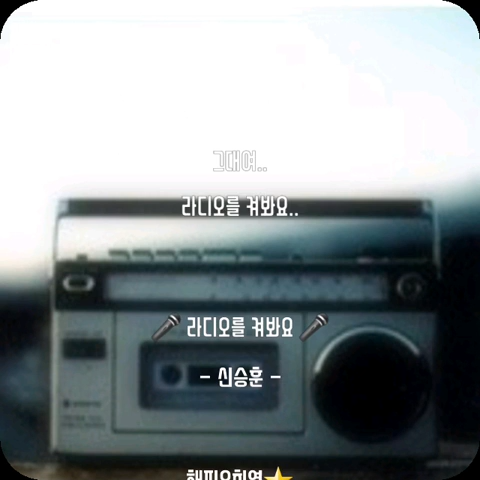 그대여..
라디오를 켜봐요..
🎤 라디오를 켜봐요 🎤
- 신승훈 -